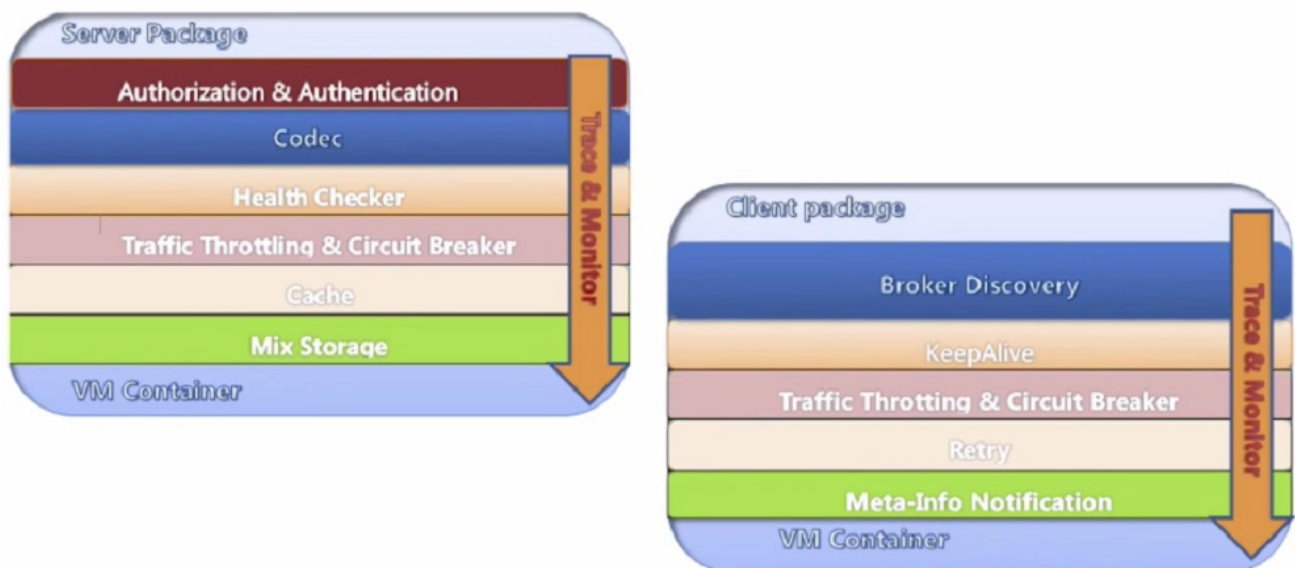 Server Package
Authorization & Authentication
Codec
Health Checker
Traffic Throttling & Circuit Breaker
Cache
Mix Storage
VM Container
Trace & Monitor
Client package
Broker Discovery
KeepAlive
Traffic Throtting & Circuit Breaker
Retry
Meta-Info Notification
VM Container
Trace & Monitor